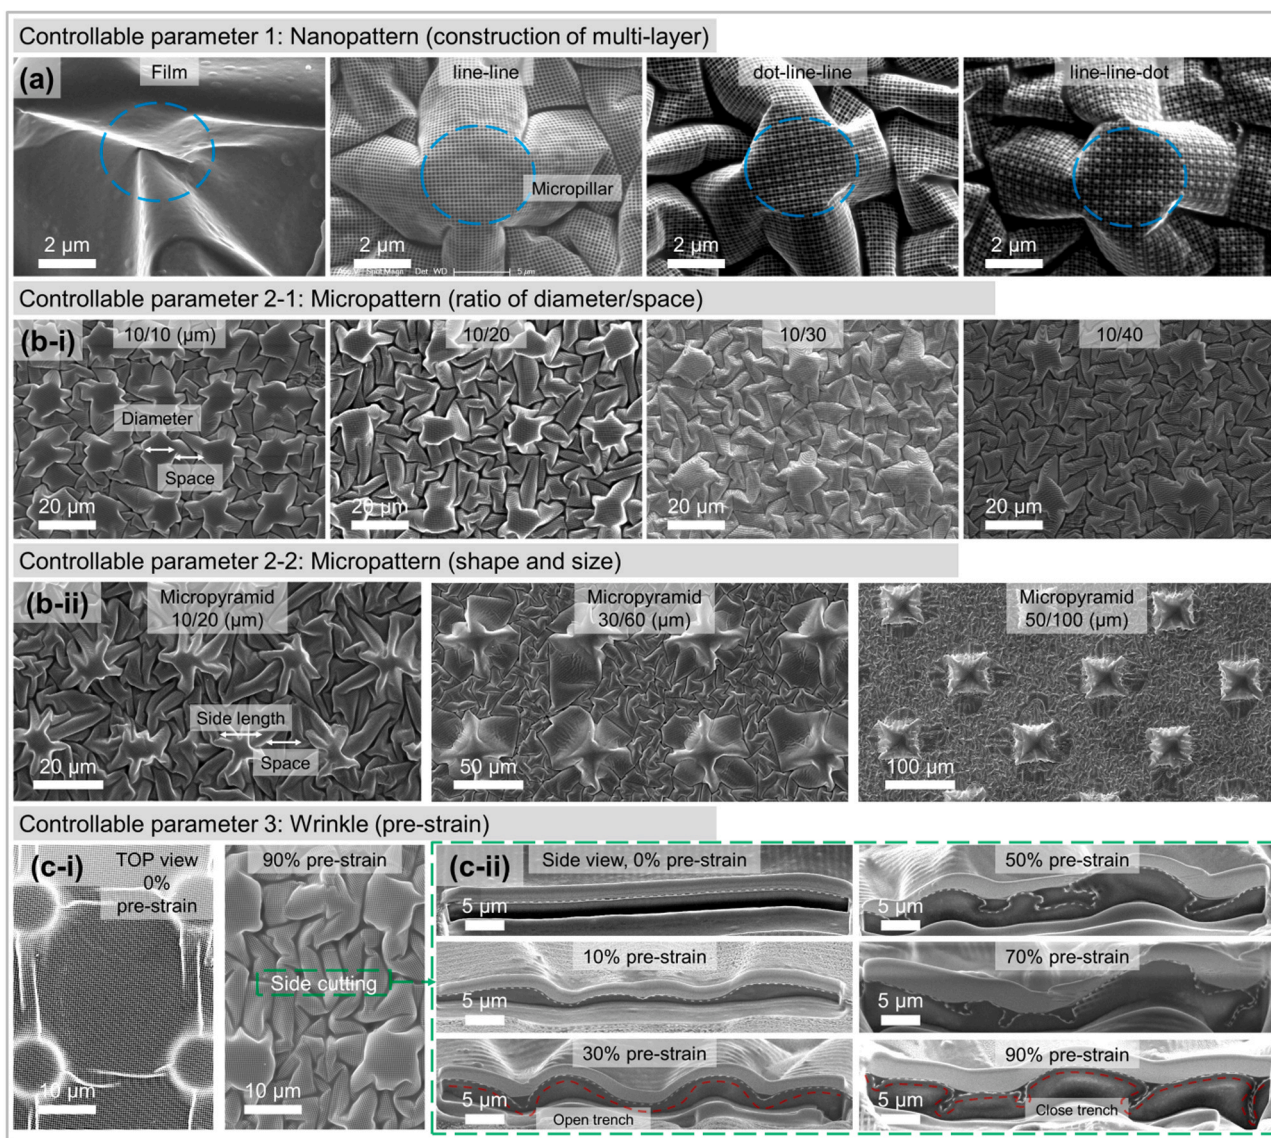 Controllable parameter 1: Nanopattern (construction of multi-layer)
(a)
Film
line-line
dot-line-line
line-line-dot
Micropillar
2 µm
2 µm
2 µm
2 µm
Det WD
5 µm
Controllable parameter 2-1: Micropattern (ratio of diameter/space)
(b-i)
10/10 (µm)
10/20
10/30
10/40
Diameter
Space
20 µm
20 µm
20 µm
20 µm
Controllable parameter 2-2: Micropattern (shape and size)
(b-ii)
Micropyramid
10/20 (µm)
Micropyramid
30/60 (µm)
Micropyramid
50/100 (µm)
Side length
Space
20 µm
50 µm
100 µm
Controllable parameter 3: Wrinkle (pre-strain)
(c-i)
TOP view
0%
pre-strain
90% pre-strain
Side cutting
10 µm
10 µm
(c-ii)
Side view, 0% pre-strain
5 µm
50% pre-strain
5 µm
10% pre-strain
5 µm
70% pre-strain
5 µm
30% pre-strain
5 µm
Open trench
90% pre-strain
5 µm
Close trench